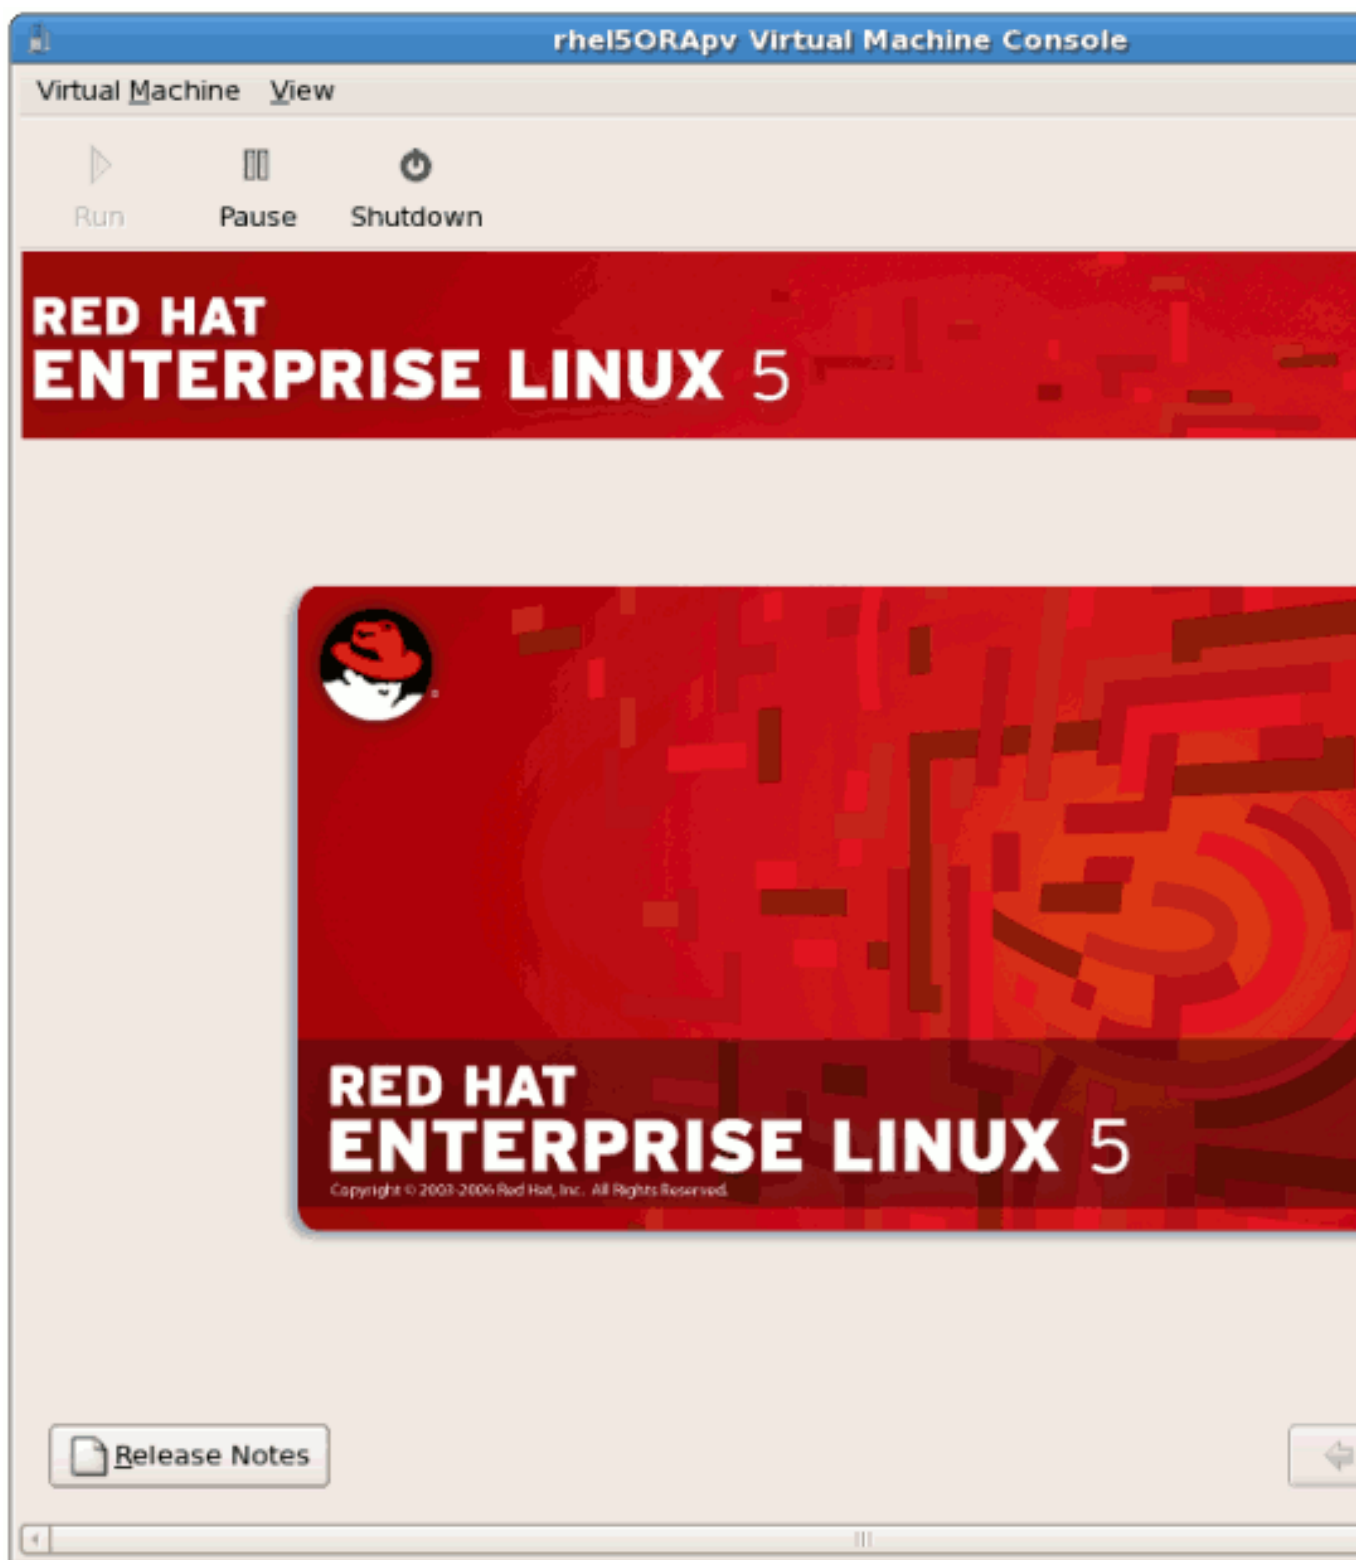 rhel5ORApv Virtual Machine Console
Virtual Machine View
Run Pause Shutdown
RED HAT
ENTERPRISE LINUX 5
RED HAT
ENTERPRISE LINUX 5
Copyright © 2003-2006 Red Hat, Inc. All Rights Reserved.
Release Notes